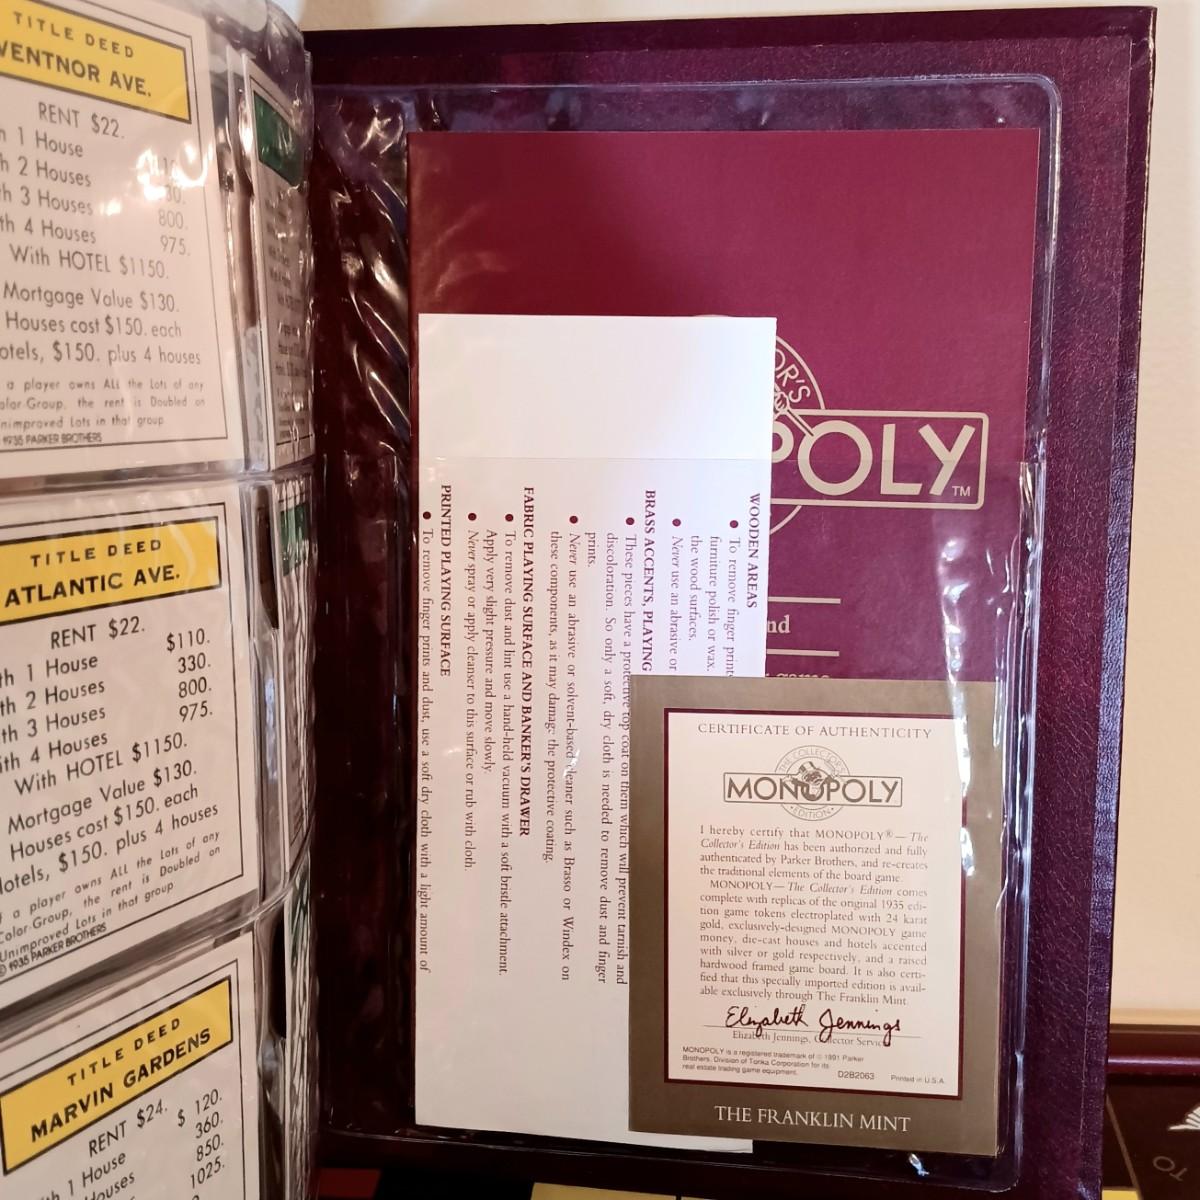 TITLE DEED
VENTNOR AVE.
RENT $22.
1 House
2 Houses
3 Houses 800.
4 Houses 975.
With HOTEL $1150.
Mortgage Value $130.
Houses cost $150. each
otels, $150. plus 4 houses
a player owns ALL the Lots of any
olor-Group, the rent is Doubled on
nimproved Lots in that group
1935 PARKER BROTHERS
TITLE DEED
ATLANTIC AVE.
RENT $22.
th 1 House $110.
th 2 Houses 330.
th 3 Houses 800.
ith 4 Houses 975.
With HOTEL $1150.
Mortgage Value $130.
Houses cost $150. each
Hotels, $150. plus 4 houses
a player owns ALL the Lots of any
Color-Group, the rent is Doubled on
Unimproved Lots in that group
© 1935 PARKER BROTHERS
TITLE DEED
MARVIN GARDENS
RENT $24.
1 House $ 120.
Houses 360.
850.
1025.
OR'S
POLY™
nd
game
WOODEN AREAS
• To remove finger prints
furniture polish or wax.
the wood surfaces.
• Never use an abrasive or
BRASS ACCENTS, PLAYING
• These pieces have a protective top coat on them which will prevent tarnish and
discoloration. So only a soft, dry cloth is needed to remove dust and finger
prints.
• Never use an abrasive or solvent-based cleaner such as Brasso or Windex on
these components, as it may damage the protective coating.
FABRIC PLAYING SURFACE AND BANKER'S DRAWER
• To remove dust and lint use a hand-held vacuum with a soft bristle attachment.
Apply very slight pressure and move slowly.
• Never spray or apply cleanser to this surface or rub with cloth.
PRINTED PLAYING SURFACE
• To remove finger prints and dust, use a soft dry cloth with a light amount of
CERTIFICATE OF AUTHENTICITY
THE COLLECTOR'S
MONOPOLY
EDITION
I hereby certify that MONOPOLY®—The
Collector's Edition has been authorized and fully
authenticated by Parker Brothers, and re-creates
the traditional elements of the board game.
MONOPOLY—The Collector's Edition comes
complete with replicas of the original 1935 edi-
tion game tokens electroplated with 24 karat
gold, exclusively-designed MONOPOLY game
money, die-cast houses and hotels accented
with silver or gold respectively, and a raised
hardwood framed game board. It is also certi-
fied that this specially imported edition is avail-
able exclusively through The Franklin Mint.
Elizabeth Jennings
Elizabeth Jennings, Collector Service
MONOPOLY is a registered trademark of © 1991 Parker
Brothers, Division of Tonka Corporation for its
real estate trading game equipment. D2B2063 Printed in U.S.A.
THE FRANKLIN MINT
TO